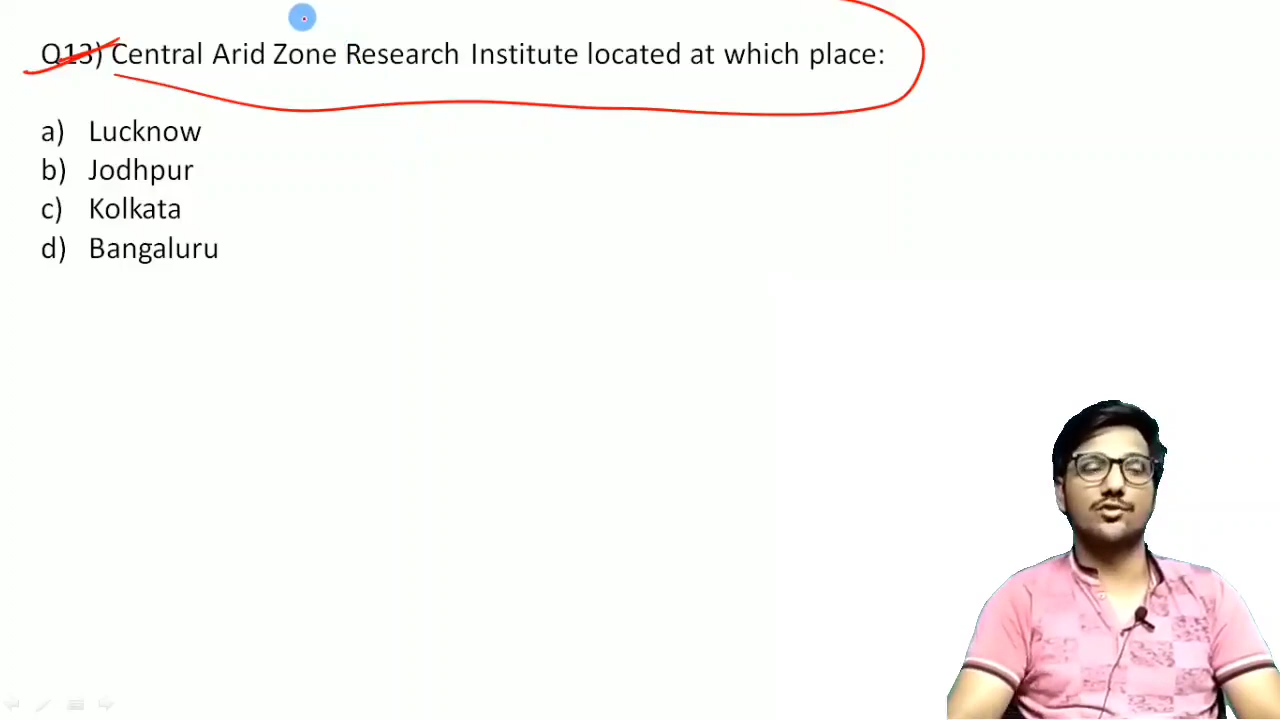 Q13) Central Arid Zone Research Institute located at which place:
a) Lucknow
b) Jodhpur
c) Kolkata
d) Bangaluru